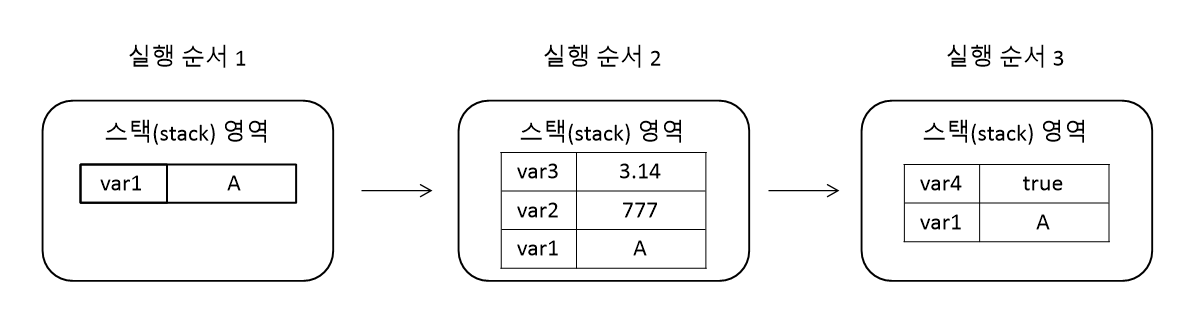 실행 순서 1
스택(stack) 영역
var1 A
실행 순서 2
스택(stack) 영역
var3 3.14
var2 777
var1 A
실행 순서 3
스택(stack) 영역
var4 true
var1 A